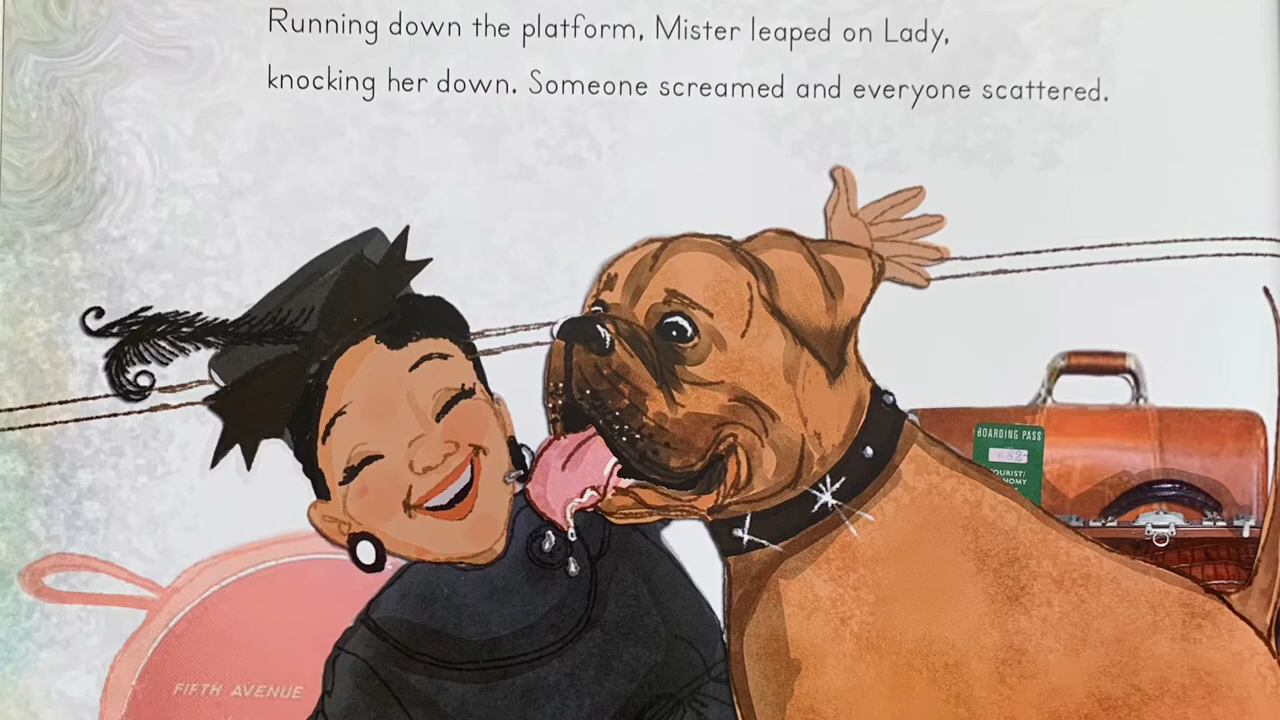 Running down the platform, Mister leaped on Lady,
knocking her down. Someone screamed and everyone scattered.
BOARDING PASS
TOURIST/
FIFTH AVENUE